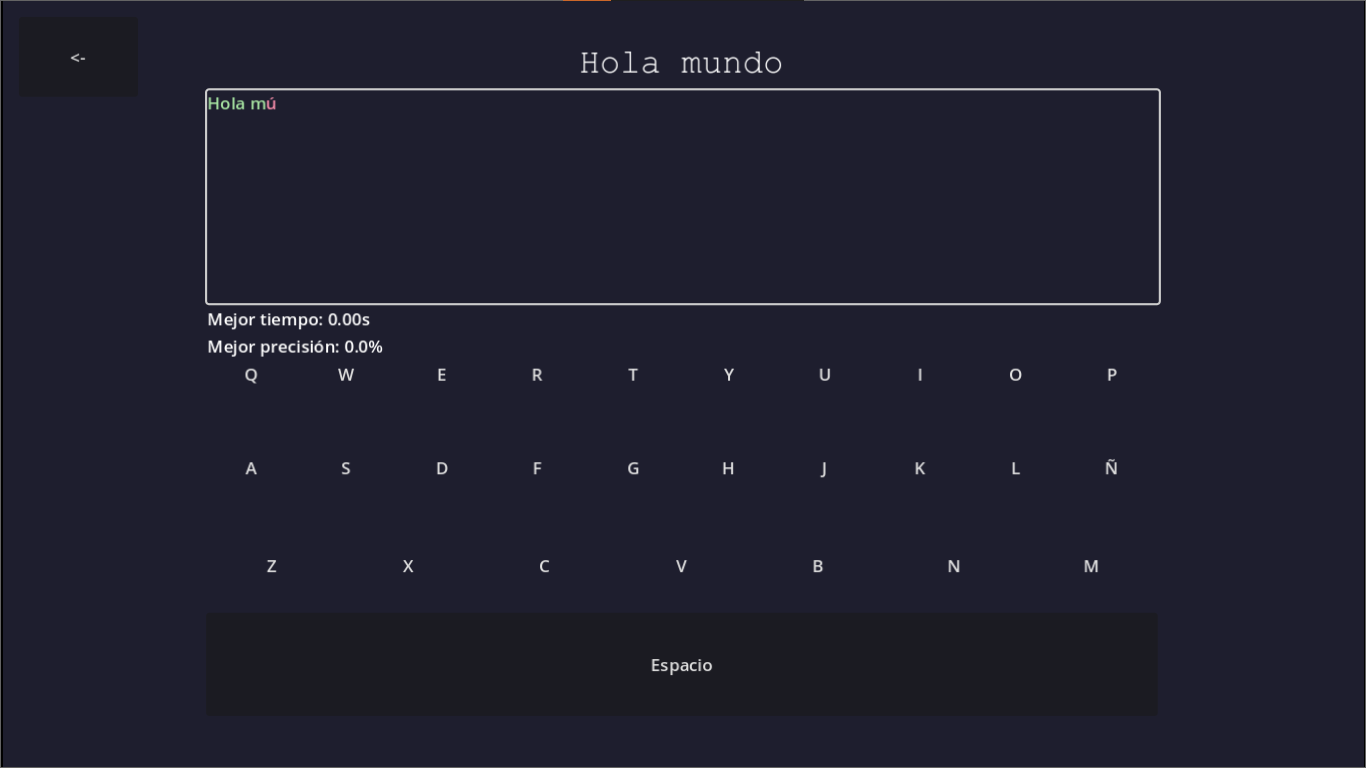 <-
Hola mundo
Hola mú
Mejor tiempo: 0.00s
Mejor precisión: 0.0%
Q W E R T Y U I O P
A S D F G H J K L Ñ
Z X C V B N M
Espacio